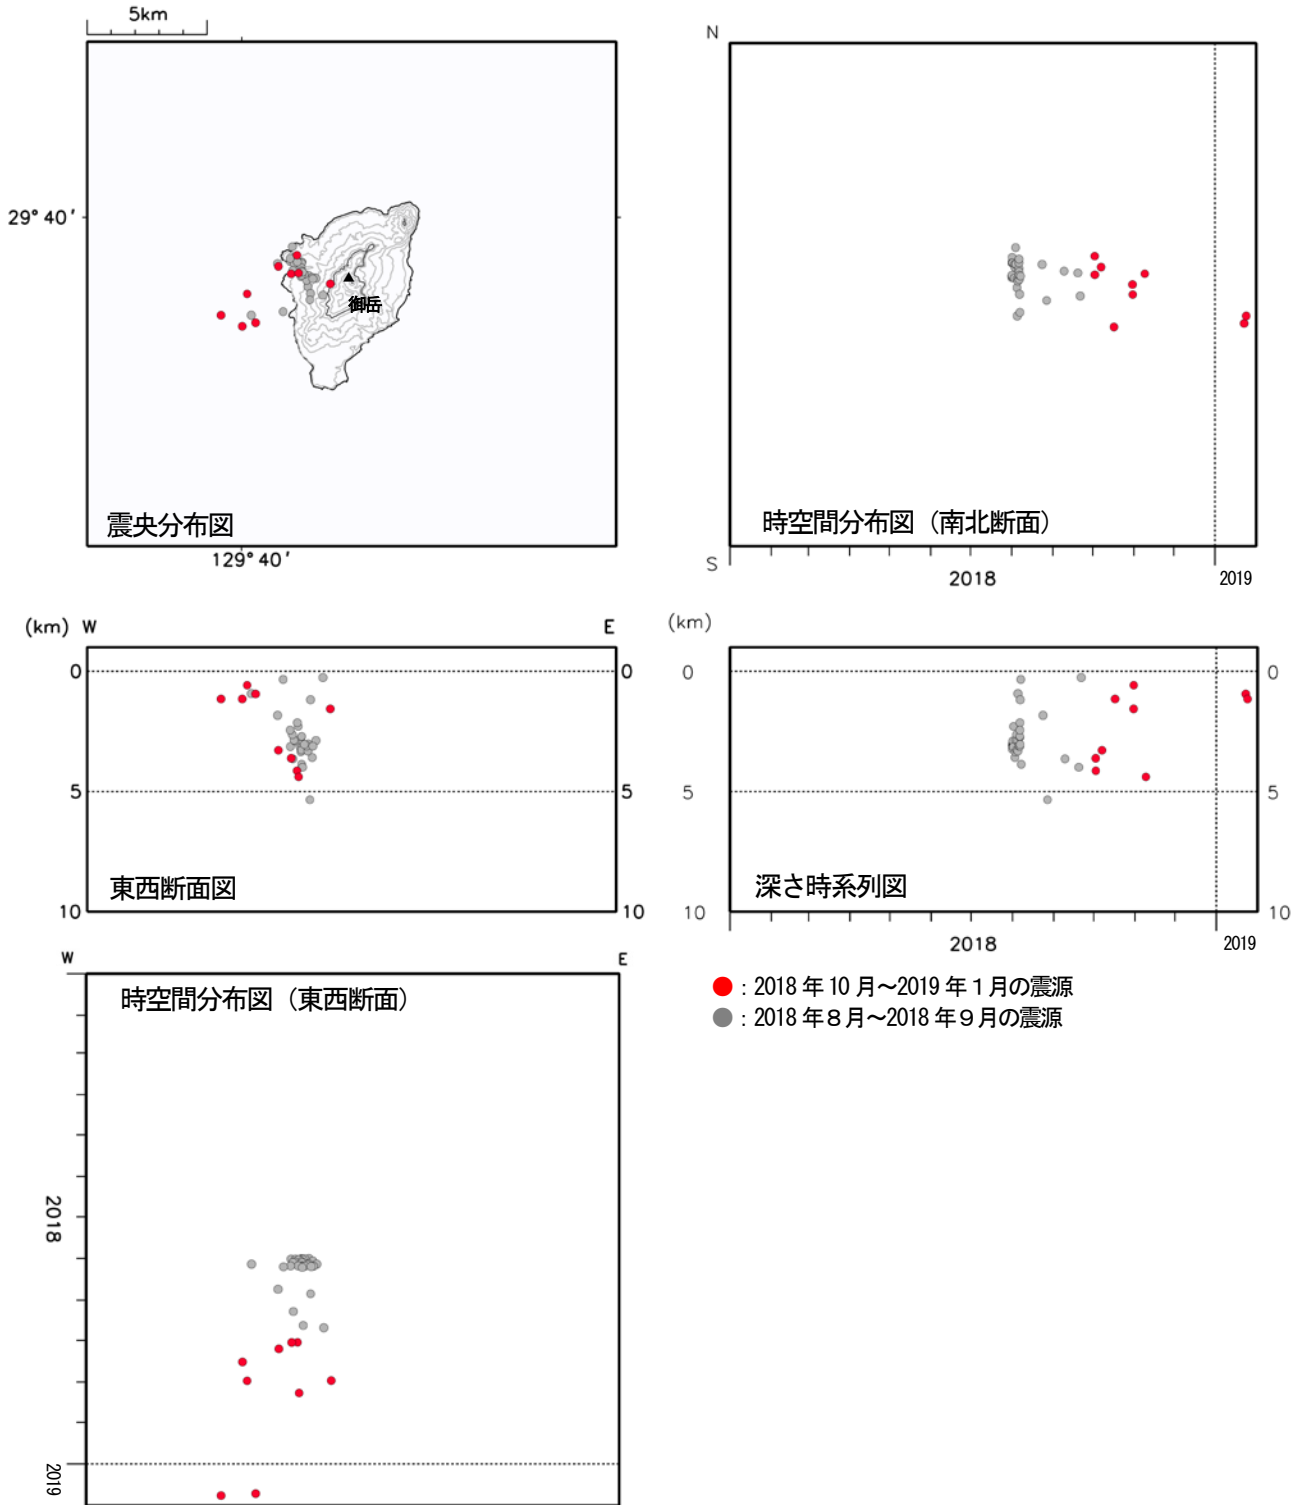 5km
29° 40′
御岳
震央分布図
129° 40′
N
時空間分布図（南北断面）
S
2018
2019
(km) W
E
0
0
5
5
東西断面図
10
10
(km)
0
0
5
5
深さ時系列図
10
10
2018
2019
W
E
時空間分布図（東西断面）
2018
2019
：2018 年 10 月～2019 年 1 月の震源
：2018 年８月～2018 年９月の震源